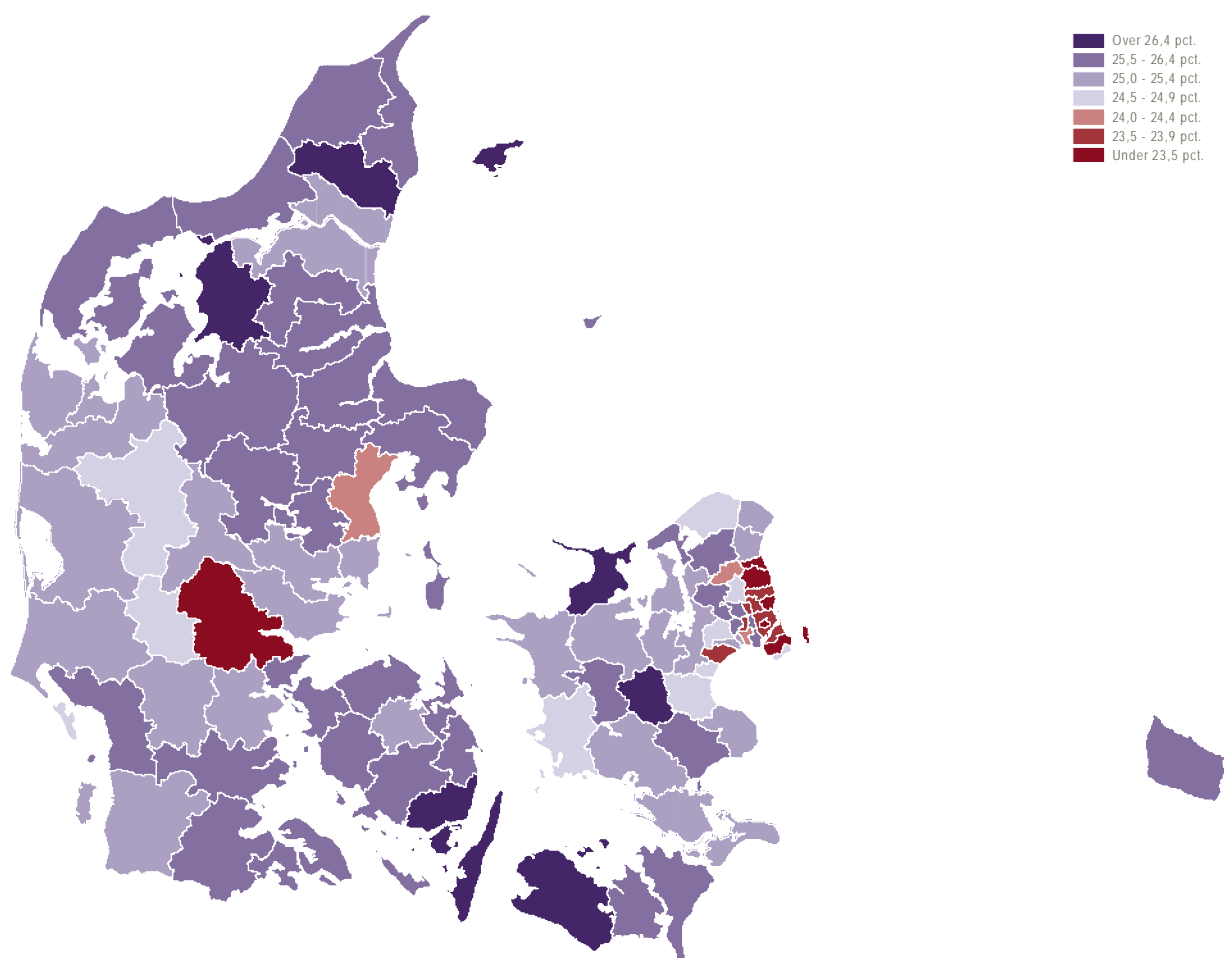 Over 26,4 pct.
25,5 - 26,4 pct.
25,0 - 25,4 pct.
24,5 - 24,9 pct.
24,0 - 24,4 pct.
23,5 - 23,9 pct.
Under 23,5 pct.